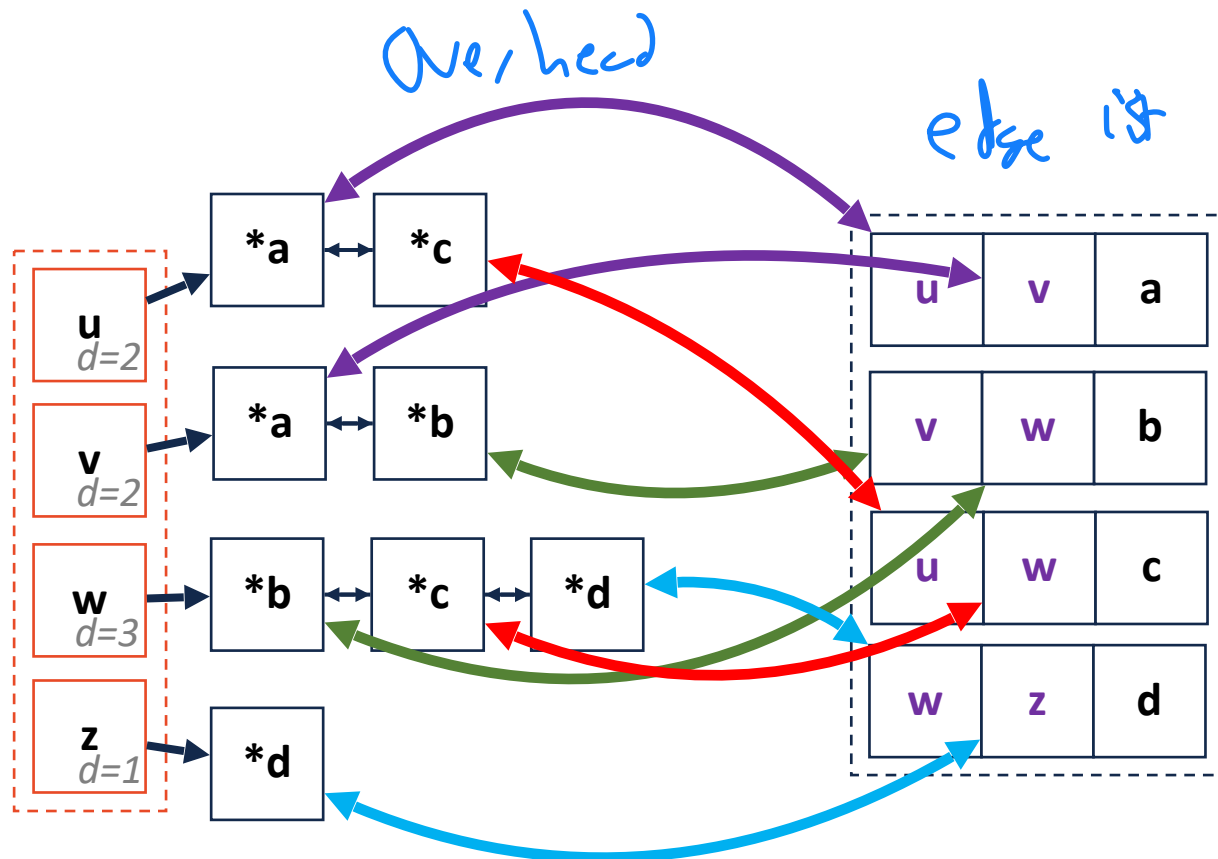 Overhead
edge list
*a *c
u v a
u
d=2
*a *b
v w b
v
d=2
*b *c *d
u w c
w
d=3
w z d
z
d=1
*d